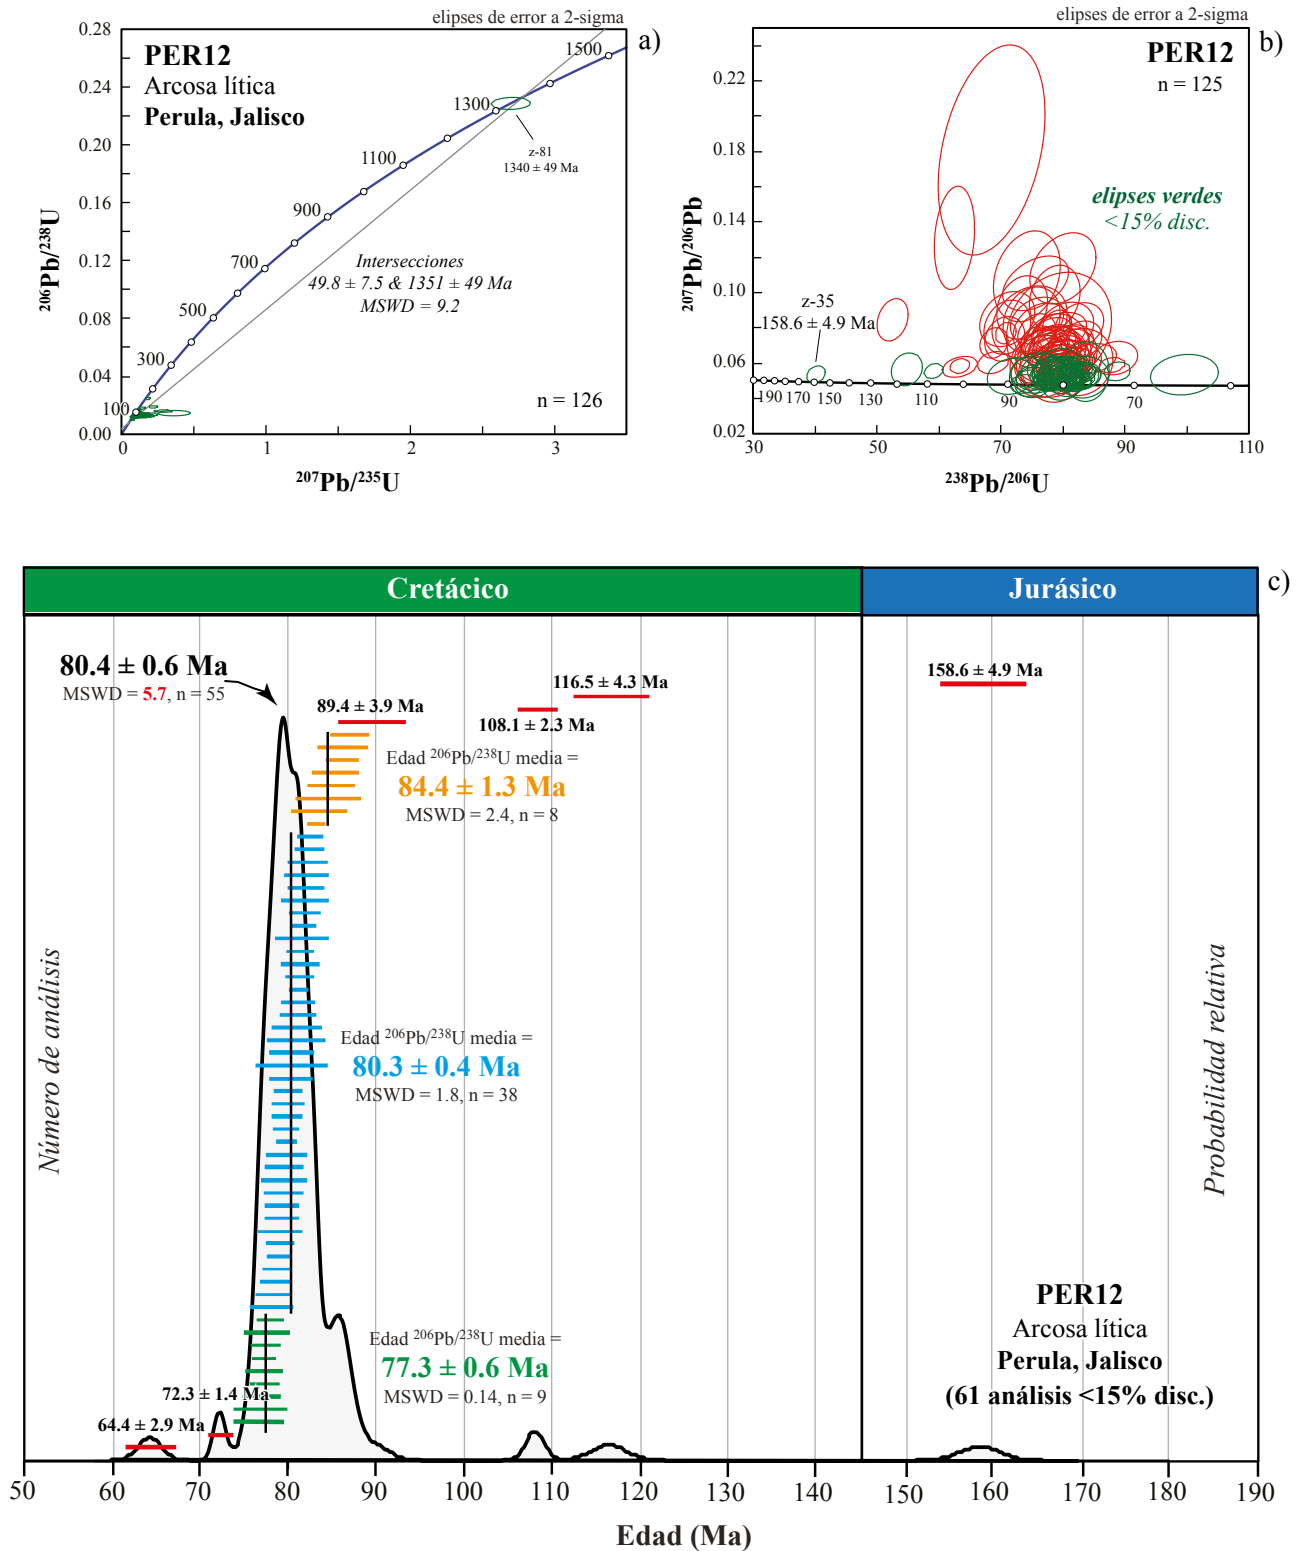 elipses de error a 2-sigma
a)
PER12
Arcosa lítica
Perula, Jalisco
0.28
0.24
0.20
0.16
0.12
0.08
0.04
0.00
206Pb/238U
1500
1300
1100
900
700
500
300
100
z-81
1340 ± 49 Ma
Intersecciones
49.8 ± 7.5 & 1351 ± 49 Ma
MSWD = 9.2
n = 126
0 1 2 3
207Pb/235U
elipses de error a 2-sigma
b)
PER12
n = 125
0.22
0.18
0.14
0.10
0.06
0.02
207Pb/206Pb
elipses verdes
<15% disc.
z-35
158.6 ± 4.9 Ma
190 170 150 130 110 90 70
30 50 70 90 110
238Pb/206U
c)
Cretácico
Jurásico
80.4 ± 0.6 Ma
MSWD = 5.7, n = 55
89.4 ± 3.9 Ma
116.5 ± 4.3 Ma
108.1 ± 2.3 Ma
158.6 ± 4.9 Ma
Edad 206Pb/238U media =
84.4 ± 1.3 Ma
MSWD = 2.4, n = 8
Número de análisis
Probabilidad relativa
Edad 206Pb/238U media =
80.3 ± 0.4 Ma
MSWD = 1.8, n = 38
Edad 206Pb/238U media =
77.3 ± 0.6 Ma
MSWD = 0.14, n = 9
72.3 ± 1.4 Ma
64.4 ± 2.9 Ma
PER12
Arcosa lítica
Perula, Jalisco
(61 análisis <15% disc.)
50 60 70 80 90 100 110 120 130 140 150 160 170 180 190
Edad (Ma)